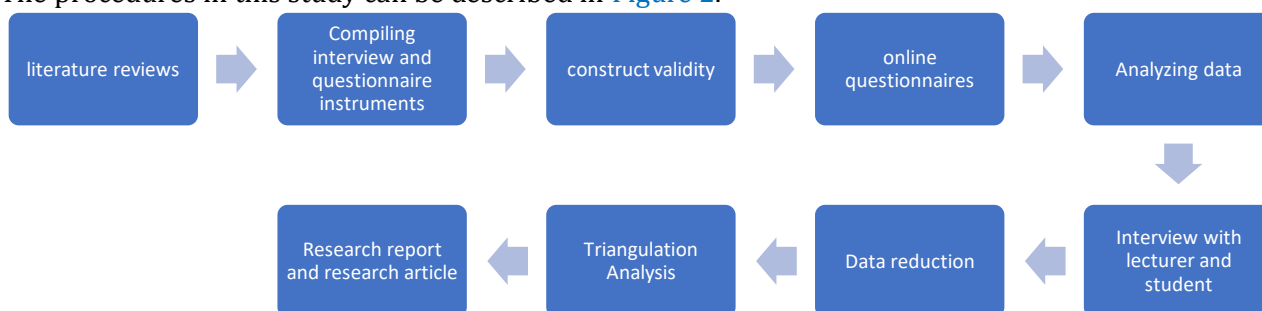 The procedures in this study can be described in Figure 2.
literature reviews
Compiling
interview and
questionnaire
instruments
construct validity
online
questionnaires
Analyzing data
Interview with
lecturer and
student
Data reduction
Triangulation
Analysis
Research report
and research article